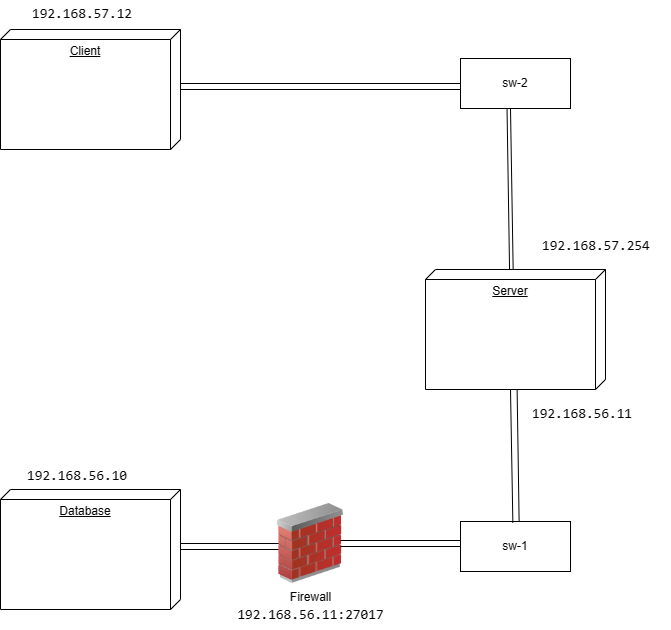 192.168.57.12
Client
sw-2
192.168.57.254
Server
192.168.56.11
192.168.56.10
Database
sw-1
Firewall
192.168.56.11:27017